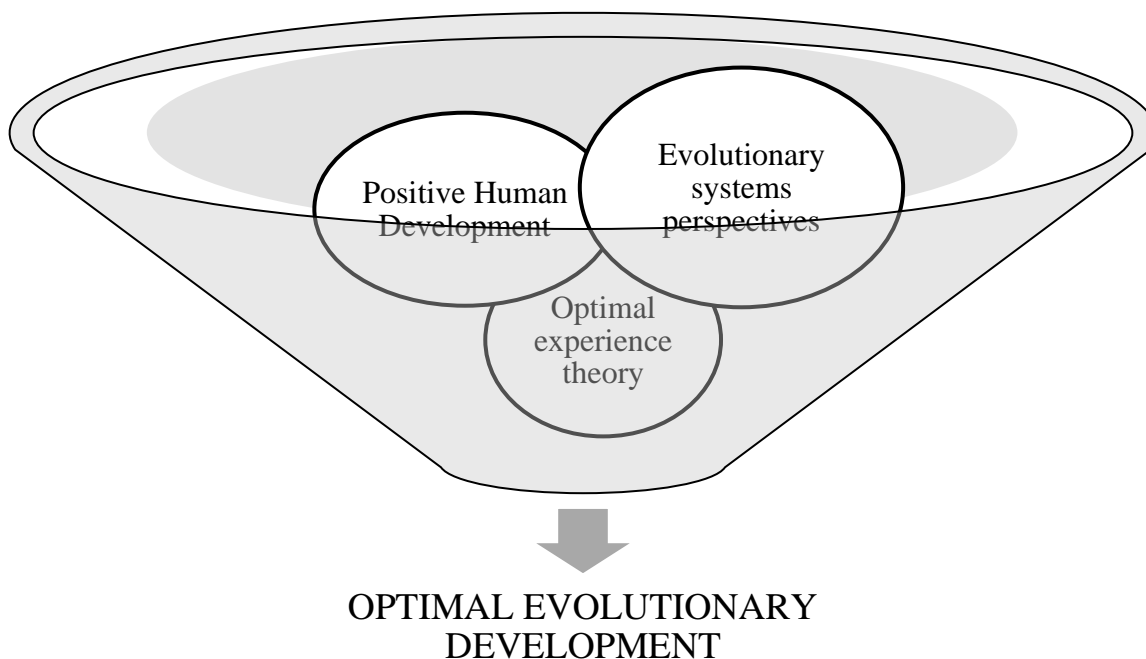 Positive Human
Development
Evolutionary
systems
perspectives
Optimal
experience
theory
OPTIMAL EVOLUTIONARY
DEVELOPMENT